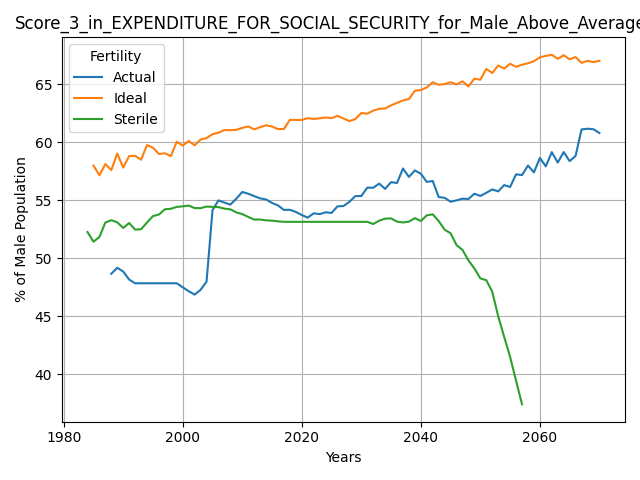 Score_3_in_EXPENDITURE_FOR_SOCIAL_SECURITY_for_Male_Above_Average
Fertility
Actual
Ideal
Sterile
% of Male Population
65
60
55
50
45
40
1980 2000 2020 2040 2060
Years